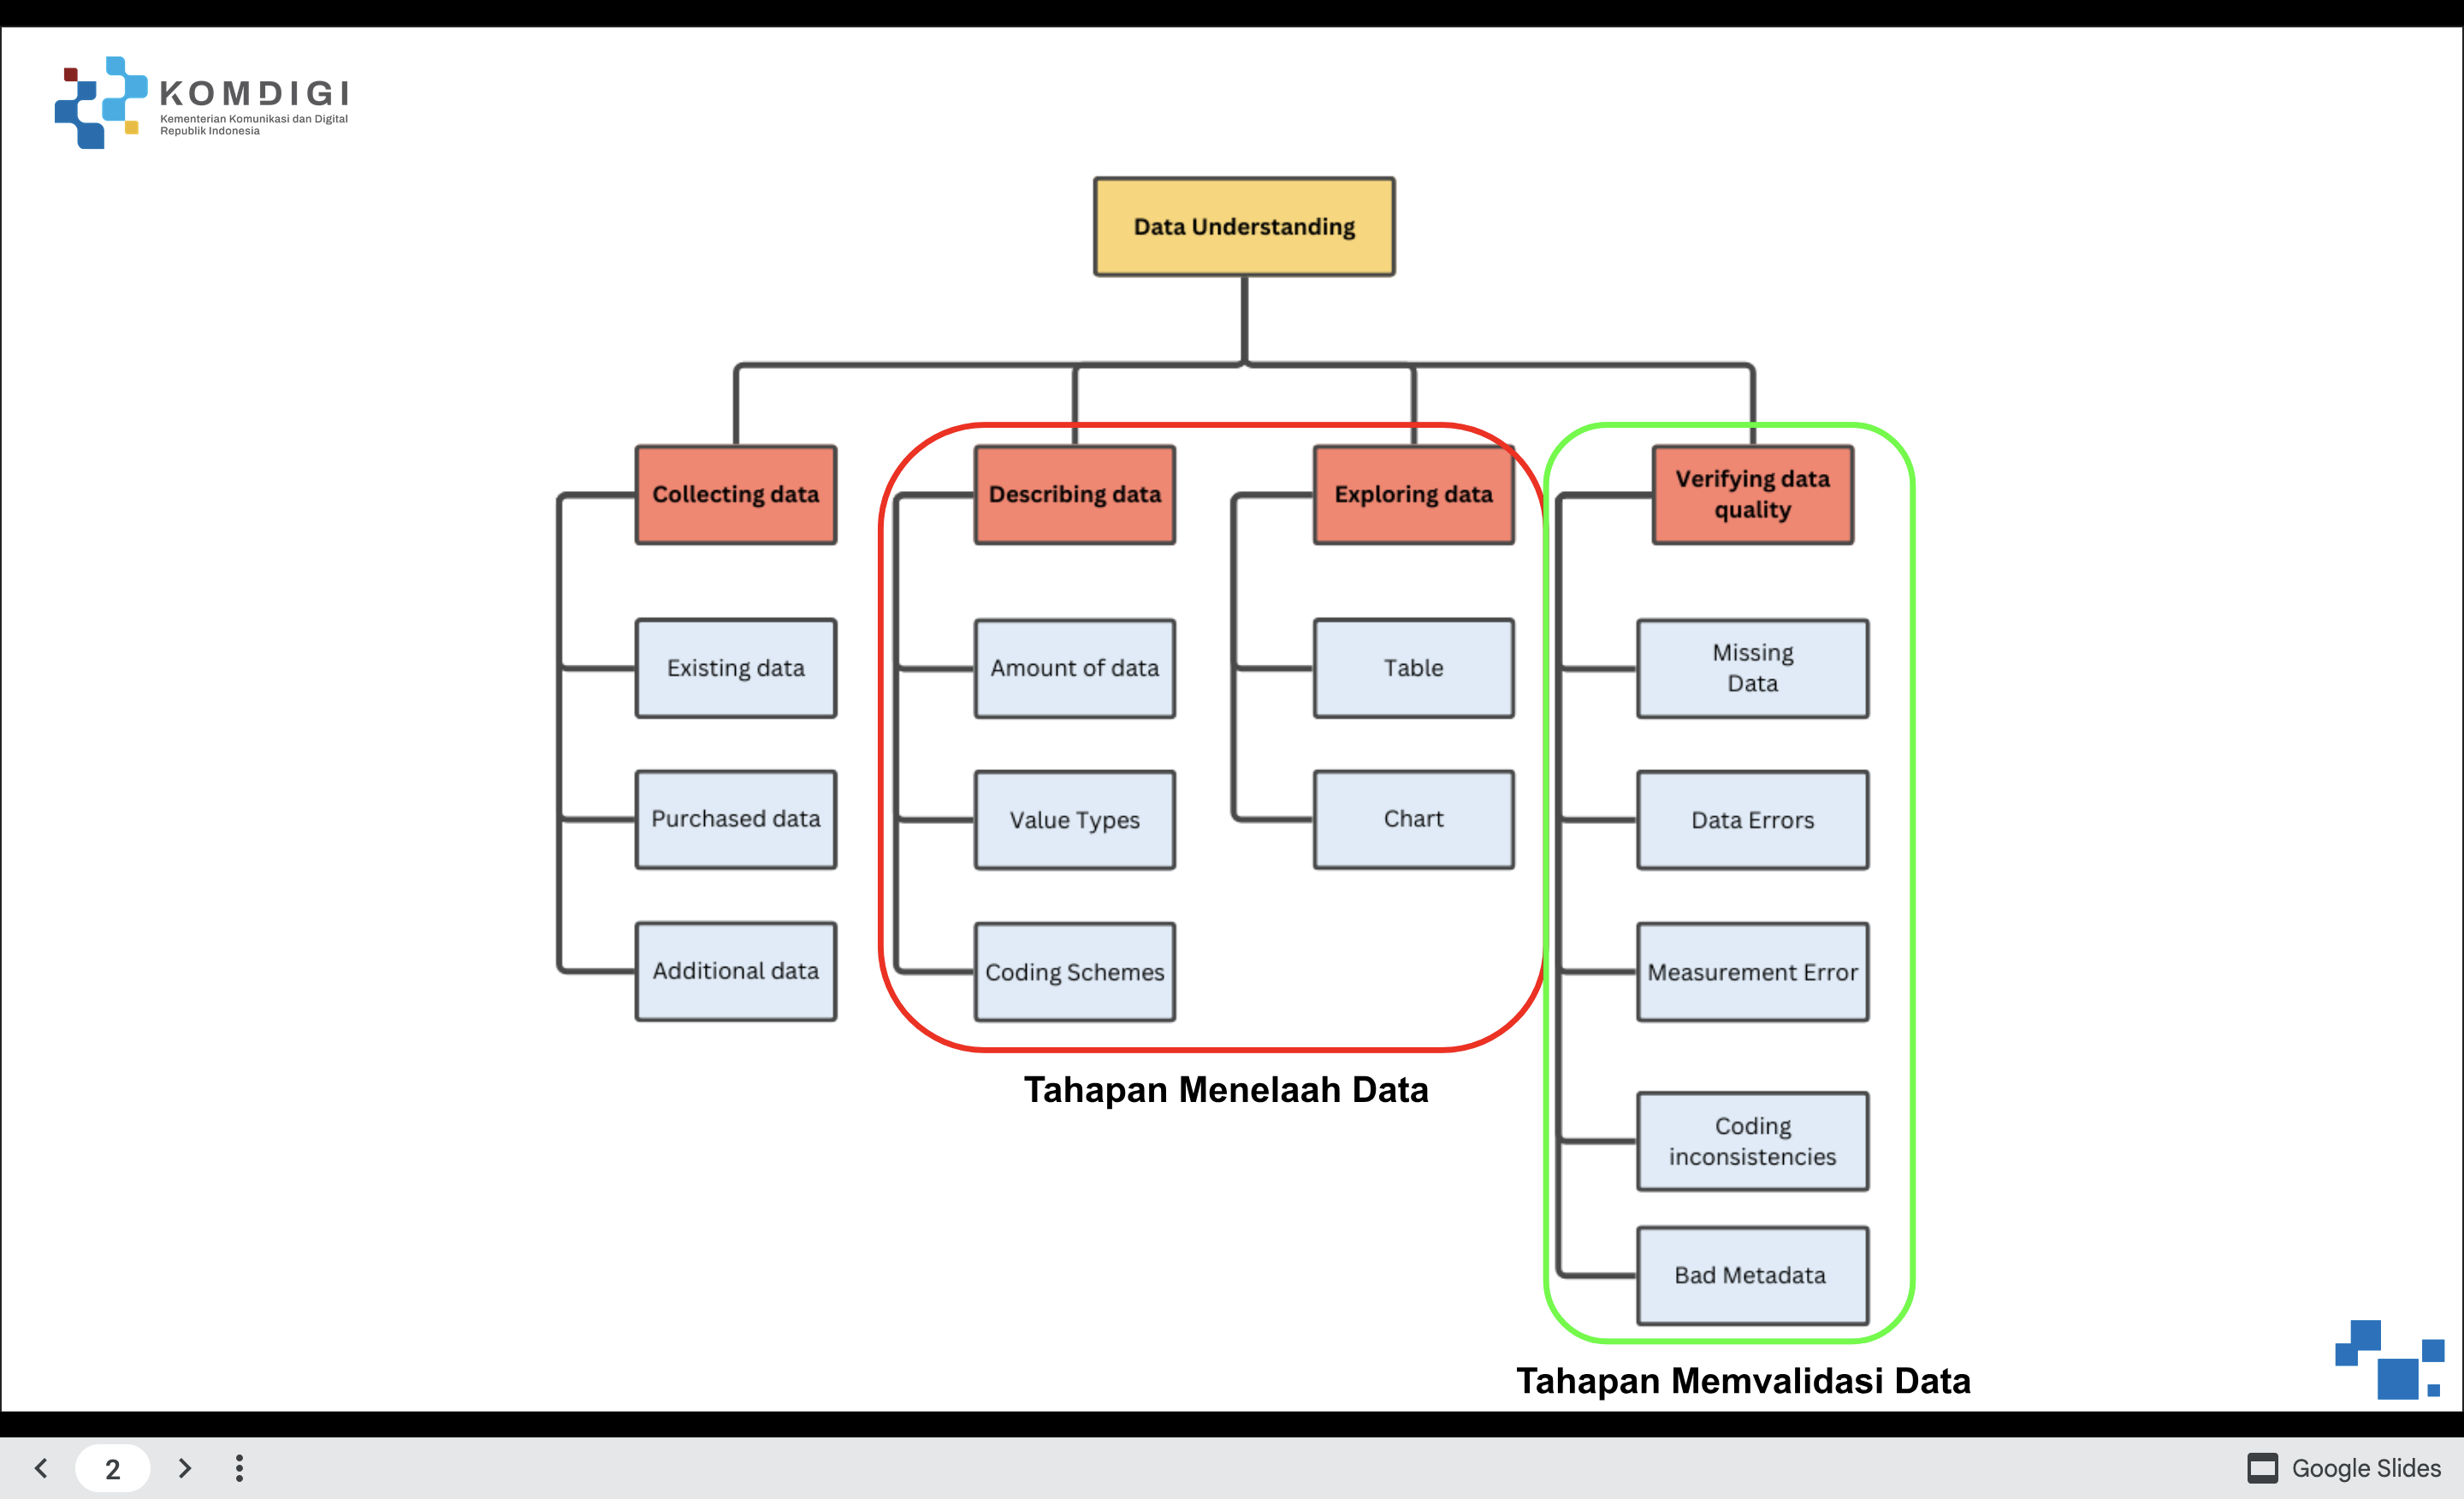 KOMDIGI
Kementerian Komunikasi dan Digital
Republik Indonesia
Data Understanding
Collecting data
Existing data
Purchased data
Additional data
Describing data
Amount of data
Value Types
Coding Schemes
Exploring data
Table
Chart
Tahapan Menelaah Data
Verifying data
quality
Missing
Data
Data Errors
Measurement Error
Coding
inconsistencies
Bad Metadata
Tahapan Memvalidasi Data
2
Google Slides